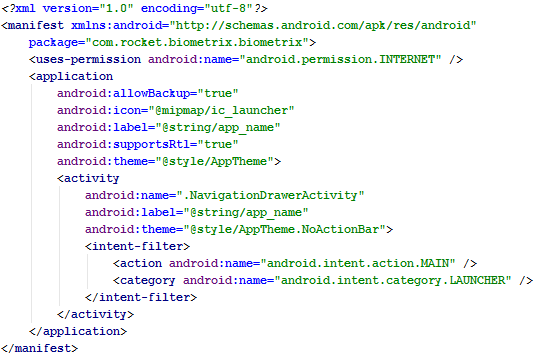 <?xml version="1.0" encoding="utf-8"?>
<manifest xmlns:android="http://schemas.android.com/apk/res/android"
    package="com.rocket.biometrix.biometrix">
    <uses-permission android:name="android.permission.INTERNET" />
    <application
        android:allowBackup="true"
        android:icon="@mipmap/ic_launcher"
        android:label="@string/app_name"
        android:supportsRtl="true"
        android:theme="@style/AppTheme">
        <activity
            android:name=".NavigationDrawerActivity"
            android:label="@string/app_name"
            android:theme="@style/AppTheme.NoActionBar">
            <intent-filter>
                <action android:name="android.intent.action.MAIN" />
                <category android:name="android.intent.category.LAUNCHER" />
            </intent-filter>
        </activity>
    </application>
</manifest>